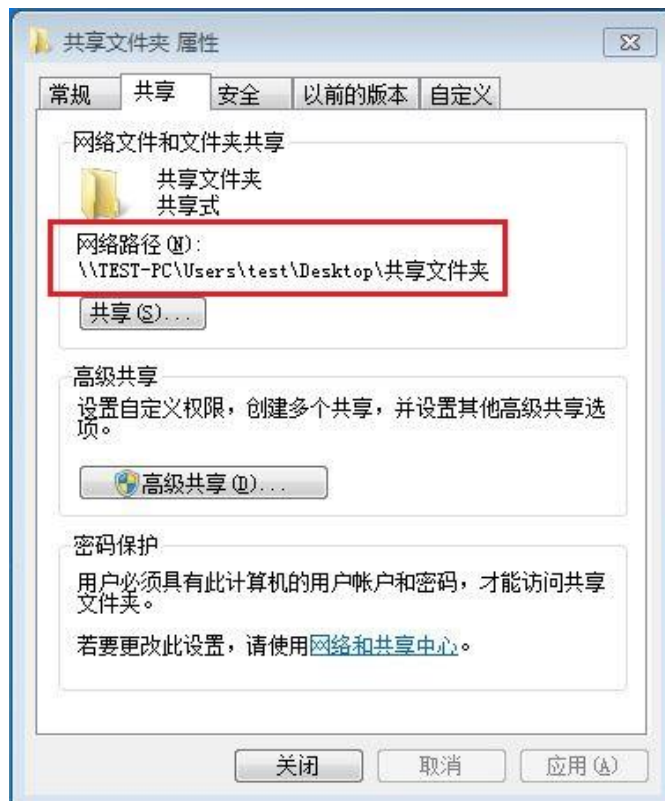 共享文件夹 属性
常规 共享 安全 以前的版本 自定义
网络文件和文件夹共享
共享文件夹
共享式
网络路径(N):
\\TEST-PC\Users\test\Desktop\共享文件夹
共享(S)...
高级共享
设置自定义权限，创建多个共享，并设置其他高级共享选
项。
高级共享(D)...
密码保护
用户必须具有此计算机的用户帐户和密码，才能访问共享
文件夹。
若要更改此设置，请使用网络和共享中心。
关闭 取消 应用(A)